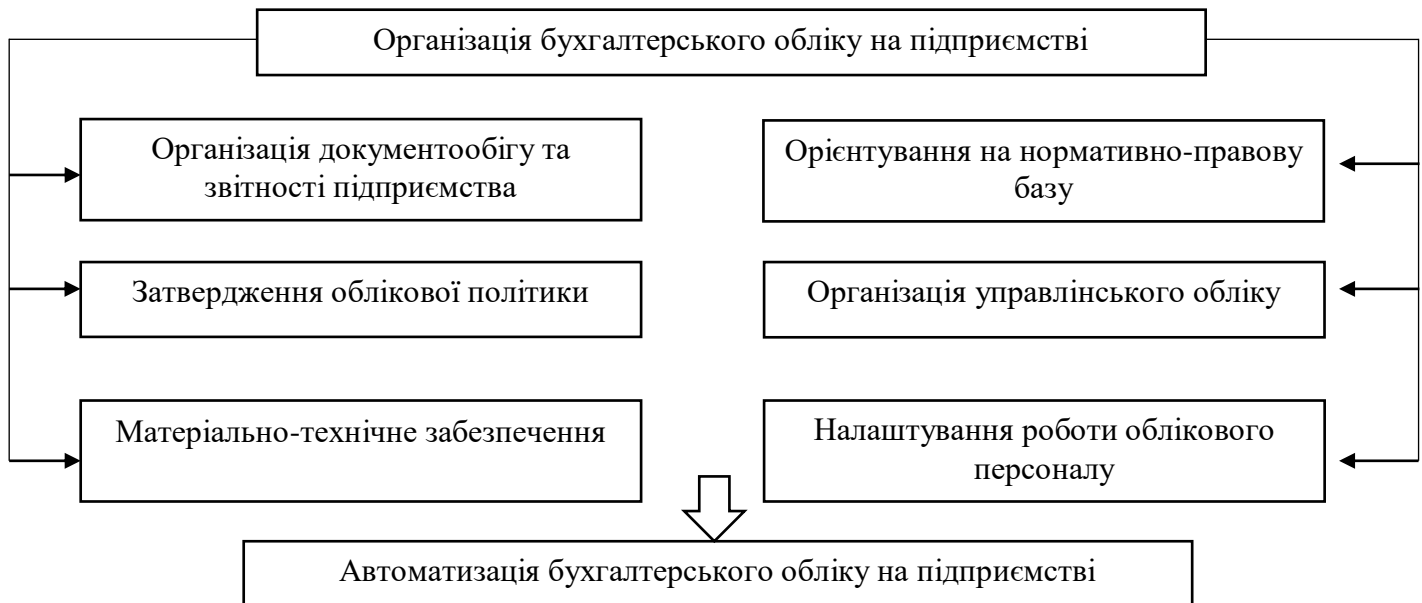 Організація бухгалтерського обліку на підприємстві
Організація документообігу та
звітності підприємства
Орієнтування на нормативно-правову
базу
Затвердження облікової політики
Організація управлінського обліку
Матеріально-технічне забезпечення
Налаштування роботи облікового
персоналу
Автоматизація бухгалтерського обліку на підприємстві